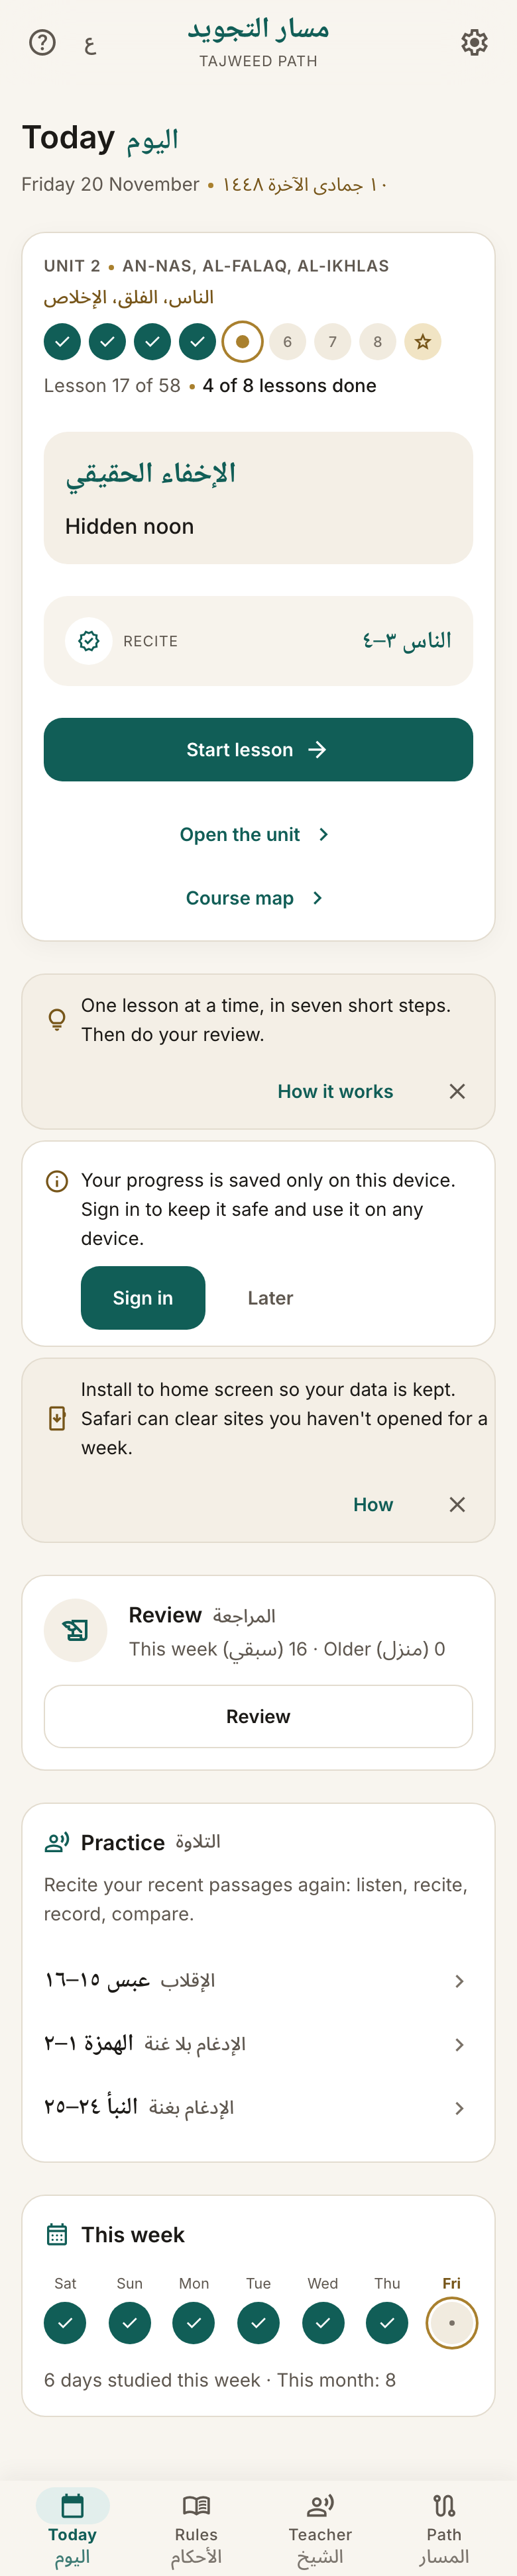 ع
مسار التجويد
TAJWEED PATH
Today اليوم
Friday 20 November • ١٠ جمادى الآخرة ١٤٤٨
UNIT 2 • AN-NAS, AL-FALAQ, AL-IKHLAS
الناس، الفلق، الإخلاص
6 7 8
Lesson 17 of 58 • 4 of 8 lessons done
الإخفاء الحقيقي
Hidden noon
RECITE الناس ٣–٤
Start lesson
Open the unit
Course map
One lesson at a time, in seven short steps.
Then do your review.
How it works
Your progress is saved only on this device.
Sign in to keep it safe and use it on any
device.
Sign in Later
Install to home screen so your data is kept.
Safari can clear sites you haven't opened for a
week.
How
Review المراجعة
This week (سبقي) 16 · Older (منزل) 0
Review
Practice التلاوة
Recite your recent passages again: listen, recite,
record, compare.
عبس ١٥–١٦ الإقلاب
الهمزة ١–٢ الإدغام بلا غنة
النبأ ٢٤–٢٥ الإدغام بغنة
This week
Sat Sun Mon Tue Wed Thu Fri
6 days studied this week · This month: 8
Today Rules Teacher Path
اليوم الأحكام الشيخ المسار